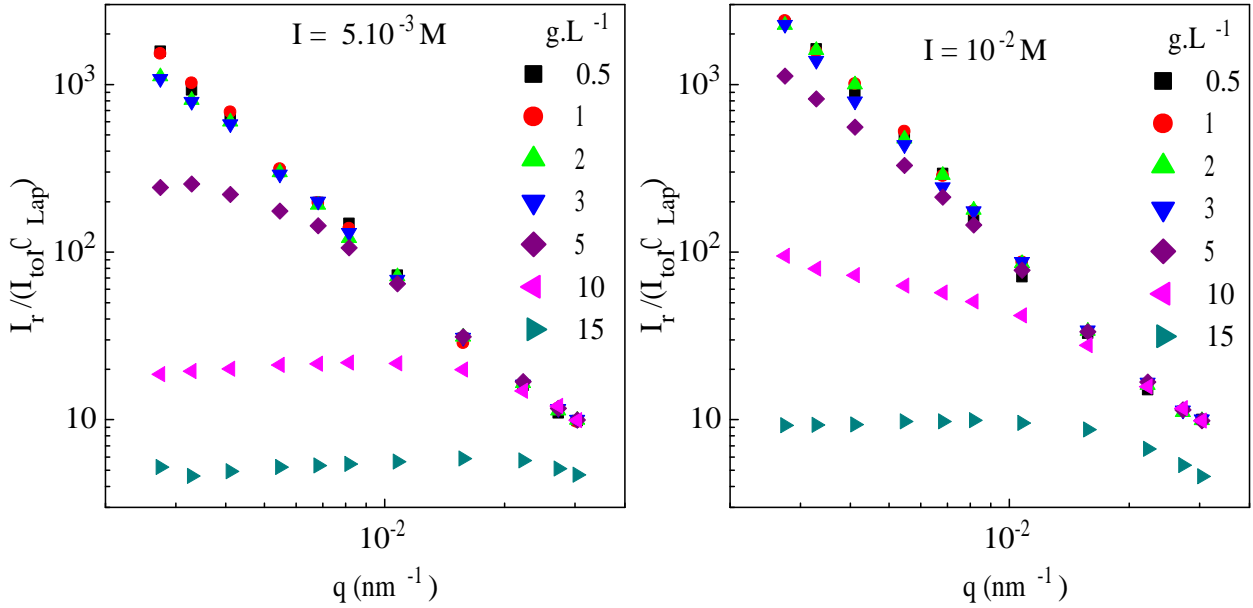 I = 5.10⁻³ M
g.L⁻¹
0.5
1
2
3
5
10
15
10³
10²
10
10⁻²
I_r/(I_tol C_Lap)
q (nm⁻¹)
I = 10⁻² M
g.L⁻¹
0.5
1
2
3
5
10
15
10³
10²
10
10⁻²
I_r/(I_tol C_Lap)
q (nm⁻¹)